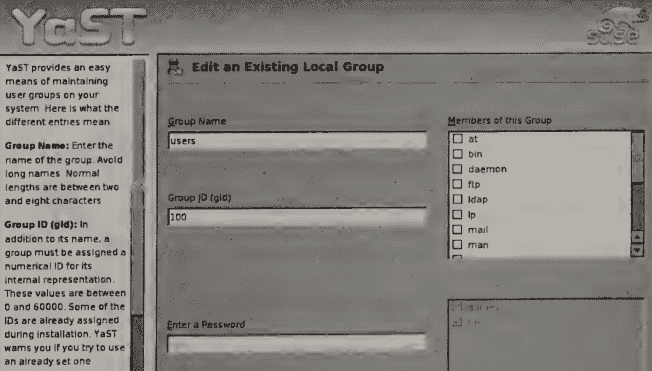 YaST
SuSE
YaST provides an easy
means of maintaining
user groups on your
system Here is what the
different entries mean
Group Name: Enter the
name of the group. Avoid
long names Normal
lengths are between two
and eight characters
Group ID (gid): In
addition to its name, a
group must be assigned a
numerical ID for its
internal representation.
These values are between
0 and 60000. Some of the
IDs are already assigned
during installation. YaST
warns you if you try to use
an already set one
Edit an Existing Local Group
Group Name
users
Group ID (gid)
100
Enter a Password
Members of this Group
at
bin
daemon
ftp
ldap
lp
mail
man